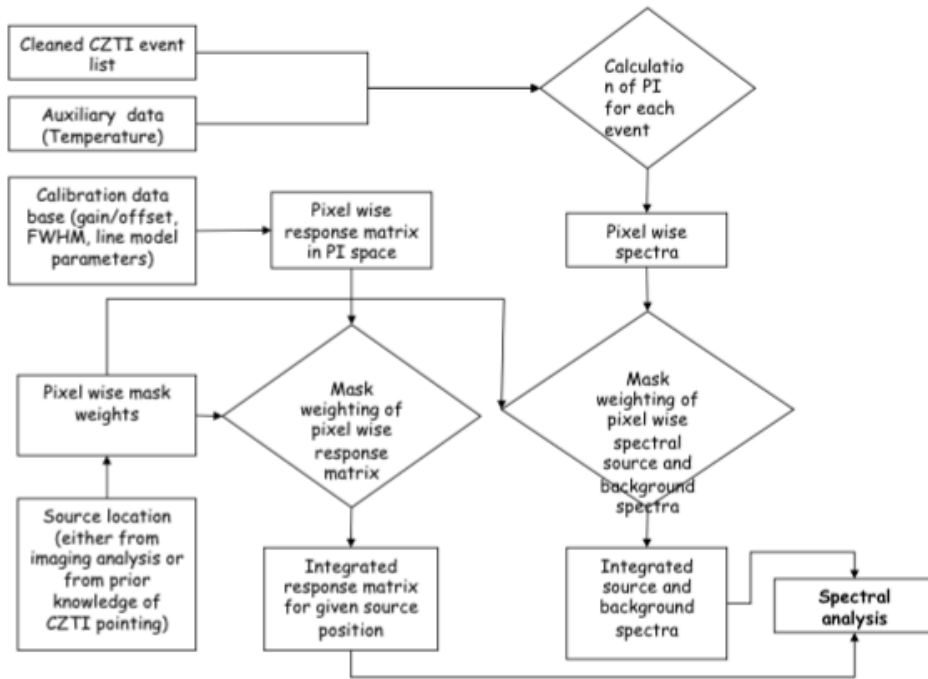 Cleaned CZTI event
list
Auxiliary data
(Temperature)
Calculatio
n of PI
for each
event
Calibration data
base (gain/offset,
FWHM, line model
parameters)
Pixel wise
response matrix
in PI space
Pixel wise
spectra
Pixel wise mask
weights
Mask
weighting of
pixel wise
response
matrix
Mask
weighting of
pixel wise
spectral
source and
background
spectra
Source location
(either from
imaging analysis or
from prior
knowledge of
CZTI pointing)
Integrated
response matrix
for given source
position
Integrated
source and
background
spectra
Spectral
analysis